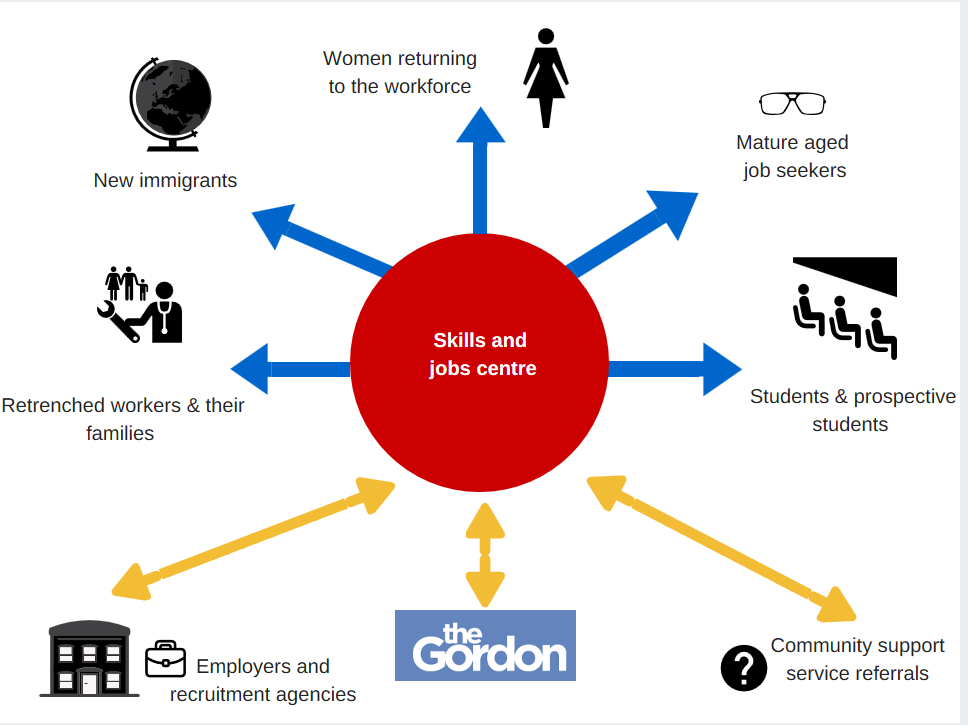 Women returning
to the workforce
New immigrants
Mature aged
job seekers
Skills and
jobs centre
Retrenched workers & their
families
Students & prospective
students
Employers and
recruitment agencies
the
Gordon
?
Community support
service referrals